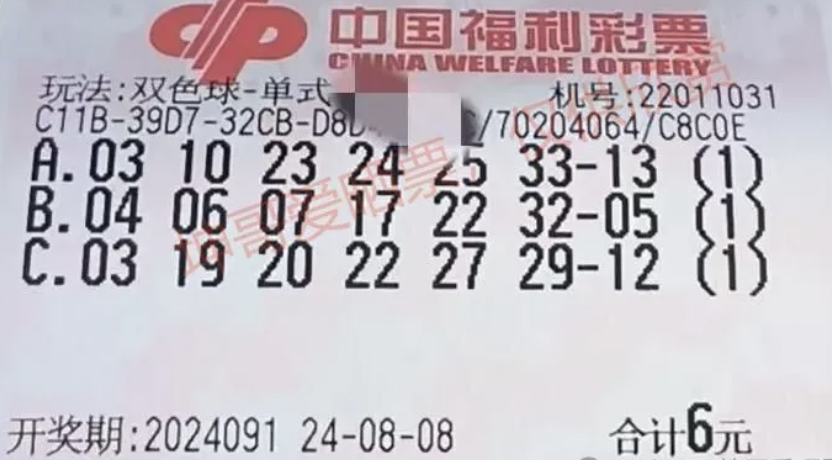 中国福利彩票
CHINA WELFARE LOTTERY
玩法:双色球-单式
机号:22011031
C11B-39D7-32CB-D8D- /70204064/C8C0E
A.03 10 23 24 25 33-13 (1)
B.04 06 07 17 22 32-05 (1)
C.03 19 20 22 27 29-12 (1)
开奖期:2024091 24-08-08
合计6元